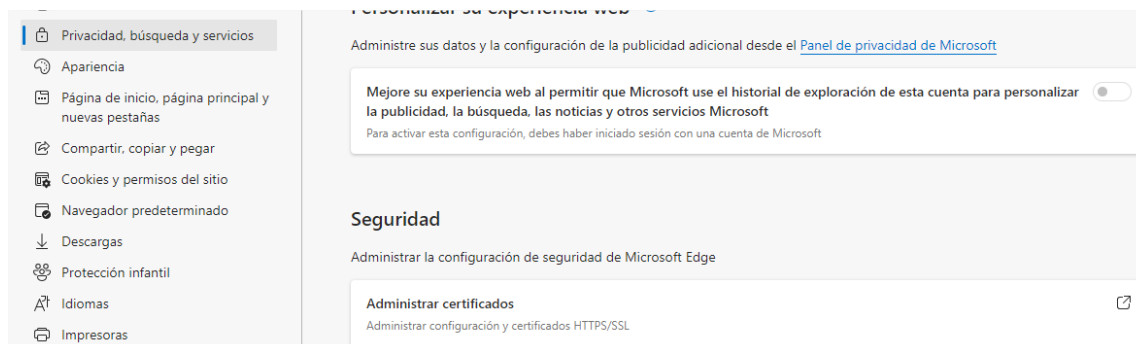 Personalizar su experiencia web
Privacidad, búsqueda y servicios
Apariencia
Página de inicio, página principal y
nuevas pestañas
Compartir, copiar y pegar
Cookies y permisos del sitio
Navegador predeterminado
Descargas
Protección infantil
Idiomas
Impresoras
Administre sus datos y la configuración de la publicidad adicional desde el Panel de privacidad de Microsoft
Mejore su experiencia web al permitir que Microsoft use el historial de exploración de esta cuenta para personalizar
la publicidad, la búsqueda, las noticias y otros servicios Microsoft
Para activar esta configuración, debes haber iniciado sesión con una cuenta de Microsoft
Seguridad
Administrar la configuración de seguridad de Microsoft Edge
Administrar certificados
Administrar configuración y certificados HTTPS/SSL